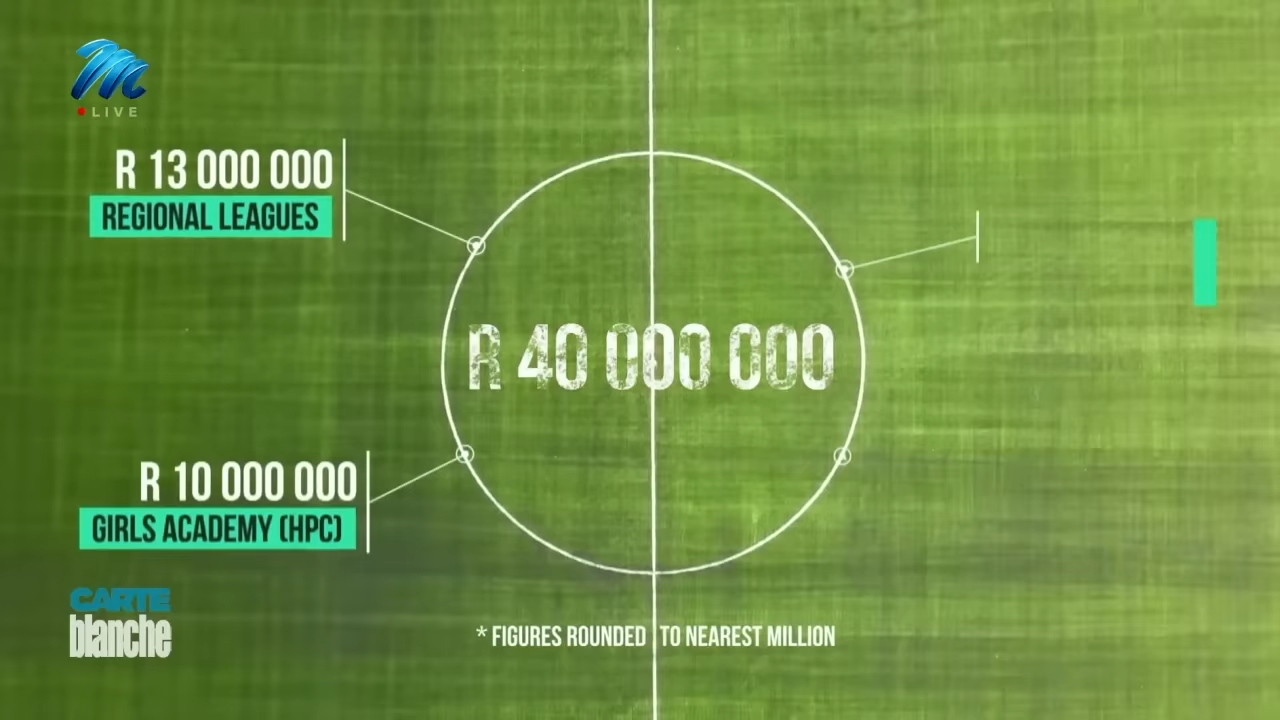 LIVE
R 13 000 000
REGIONAL LEAGUES
R 40 000 000
R 10 000 000
GIRLS ACADEMY (HPC)
CARTE
blanche
* FIGURES ROUNDED TO NEAREST MILLION